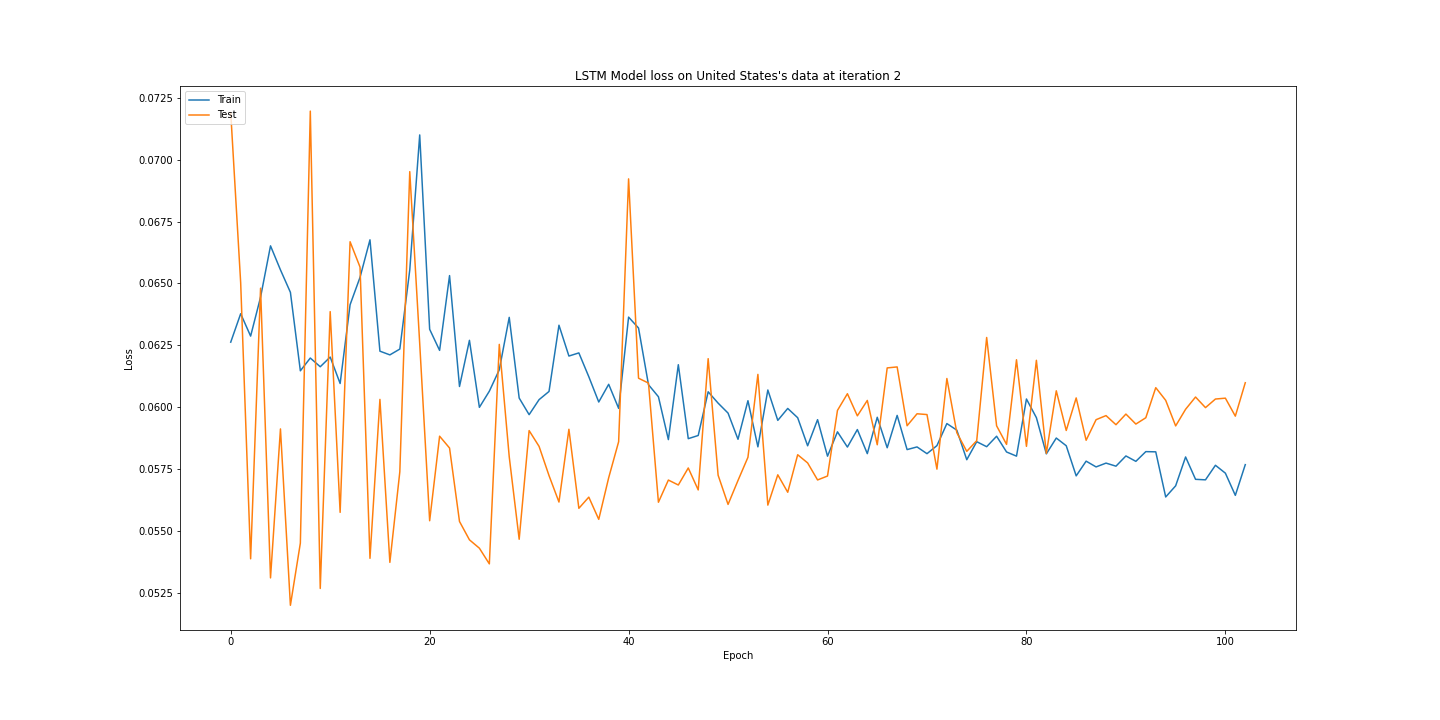 LSTM Model loss on United States's data at iteration 2
Train
Test
Loss
0.0725
0.0700
0.0675
0.0650
0.0625
0.0600
0.0575
0.0550
0.0525
0 20 40 60 80 100
Epoch